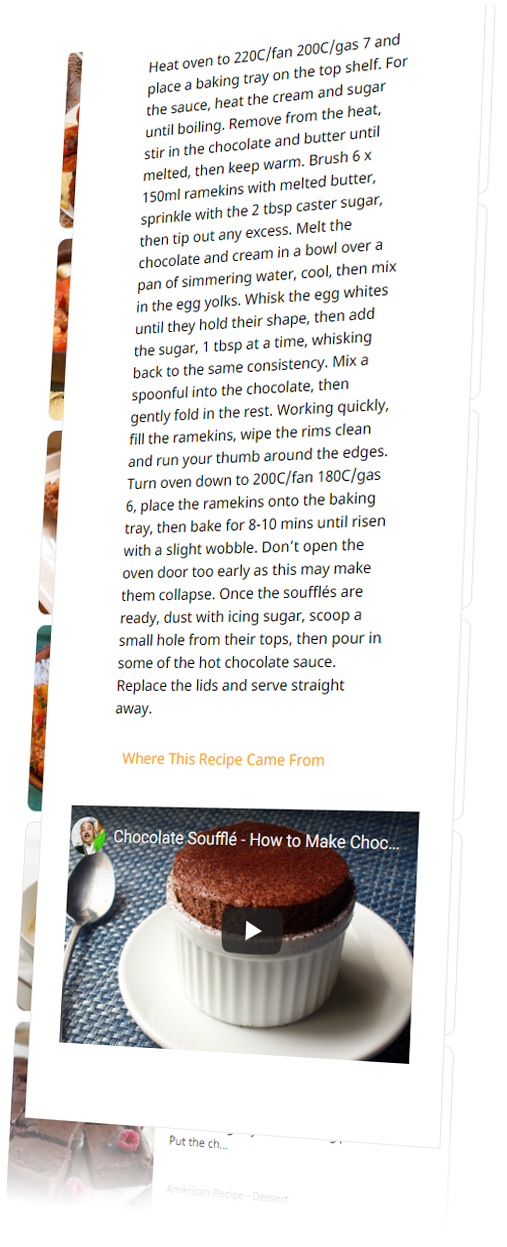 Heat oven to 220C/fan 200C/gas 7 and
place a baking tray on the top shelf. For
the sauce, heat the cream and sugar
until boiling. Remove from the heat,
stir in the chocolate and butter until
melted, then keep warm. Brush 6 x
150ml ramekins with melted butter,
sprinkle with the 2 tbsp caster sugar,
then tip out any excess. Melt the
chocolate and cream in a bowl over a
pan of simmering water, cool, then mix
in the egg yolks. Whisk the egg whites
until they hold their shape, then add
the sugar, 1 tbsp at a time, whisking
back to the same consistency. Mix a
spoonful into the chocolate, then
gently fold in the rest. Working quickly,
fill the ramekins, wipe the rims clean
and run your thumb around the edges.
Turn oven down to 200C/fan 180C/gas
6, place the ramekins onto the baking
tray, then bake for 8-10 mins until risen
with a slight wobble. Don’t open the
oven door too early as this may make
them collapse. Once the soufflés are
ready, dust with icing sugar, scoop a
small hole from their tops, then pour in
some of the hot chocolate sauce.
Replace the lids and serve straight
away.
Where This Recipe Came From
Chocolate Soufflé - How to Make Choc...
Put the ch...
American Recipe - Dessert